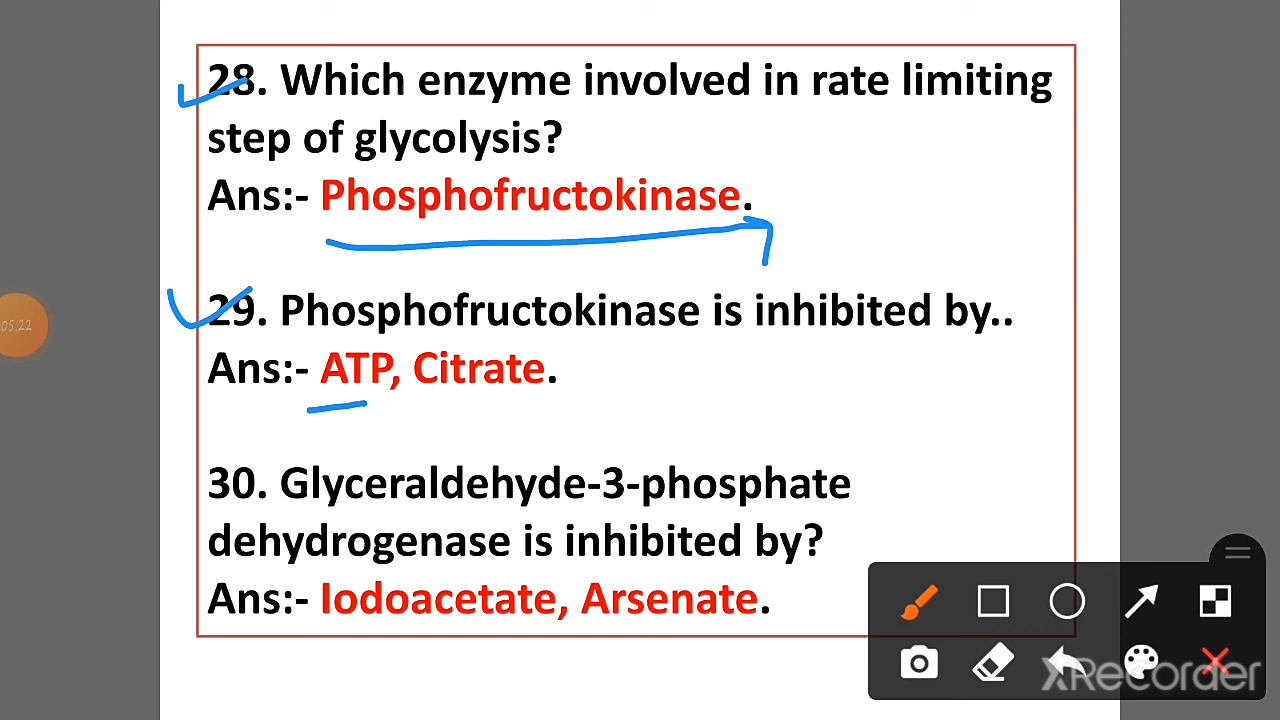 28. Which enzyme involved in rate limiting
step of glycolysis?
Ans:- Phosphofructokinase.
29. Phosphofructokinase is inhibited by..
05:22
Ans:- ATP, Citrate.
30. Glyceraldehyde-3-phosphate
dehydrogenase is inhibited by?
Ans:- Iodoacetate, Arsenate.
XRecorder